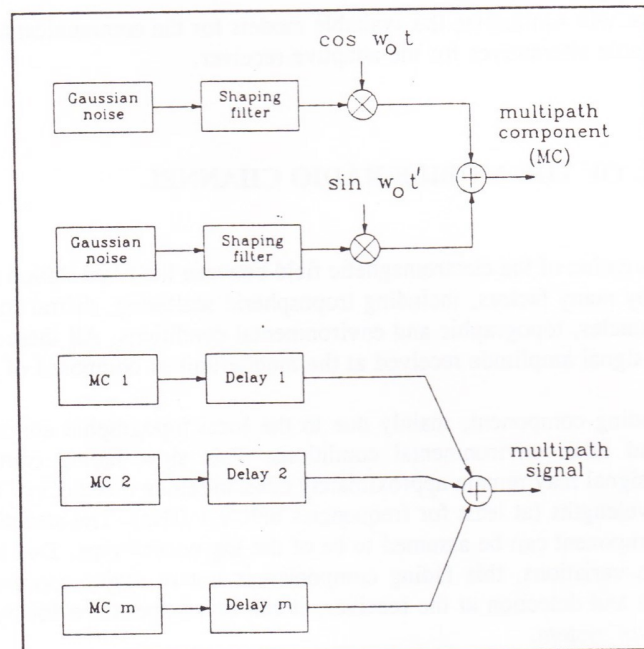 cos w₀ t
Gaussian
noise
Shaping
filter
multipath
component
(MC)
sin w₀ t'
Gaussian
noise
Shaping
filter
MC 1
Delay 1
MC 2
Delay 2
multipath
signal
MC m
Delay m